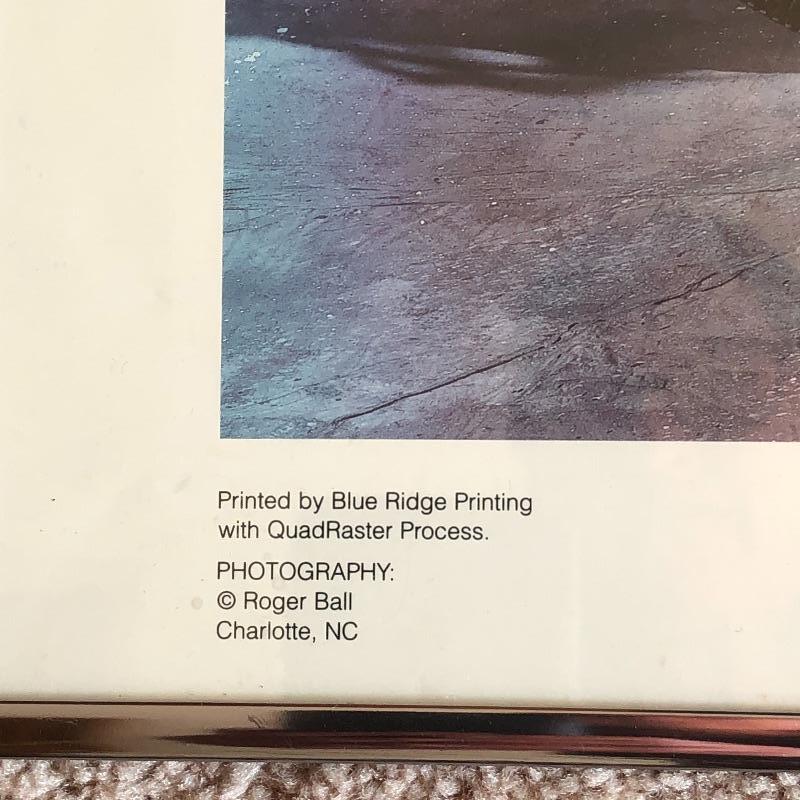 Printed by Blue Ridge Printing
with QuadRaster Process.
PHOTOGRAPHY:
© Roger Ball
Charlotte, NC